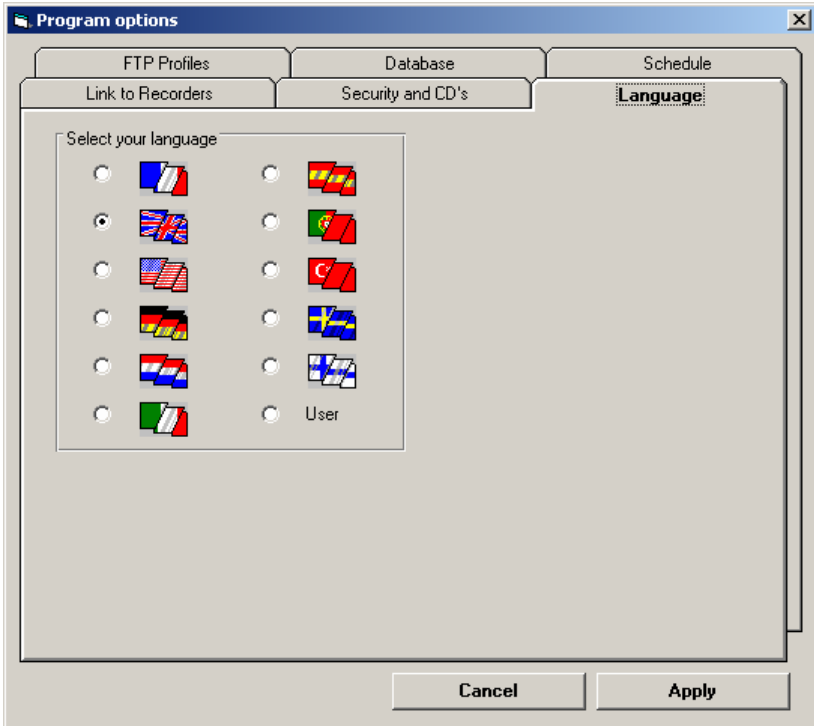 Program options
FTP Profiles
Database
Schedule
Link to Recorders
Security and CD's
Language
Select your language
User
Cancel
Apply